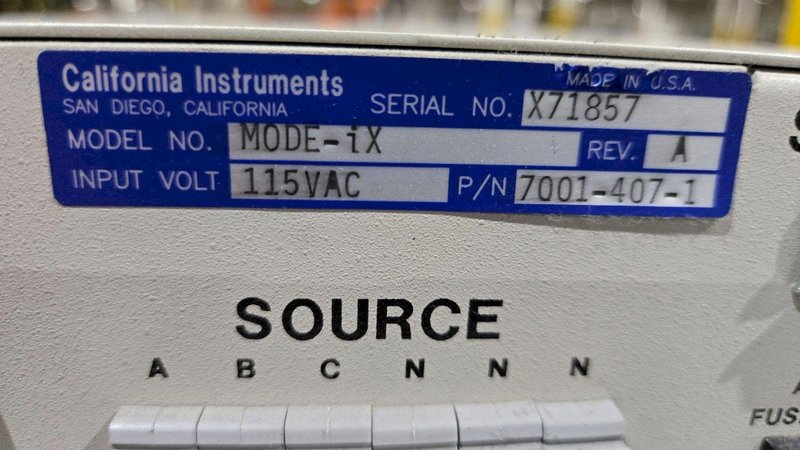 California Instruments
MADE IN U.S.A.
SAN DIEGO, CALIFORNIA SERIAL NO. X71857
MODEL NO. MODE-iX REV. A
INPUT VOLT 115VAC P/N 7001-407-1
SOURCE
A B C N N N
FUS